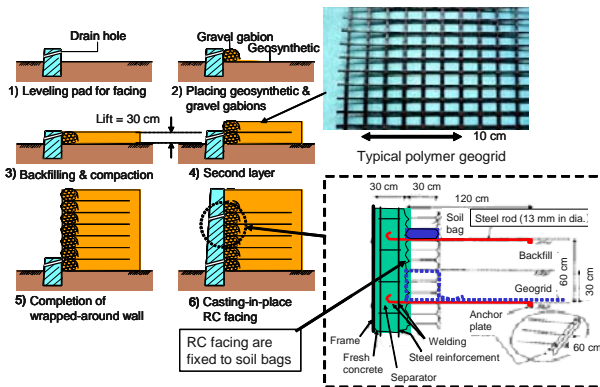 Drain hole
1) Leveling pad for facing
Gravel gabion
Geosynthetic
2) Placing geosynthetic &
gravel gabions
10 cm
Typical polymer geogrid
Lift = 30 cm
3) Backfilling & compaction
4) Second layer
5) Completion of
wrapped-around wall
6) Casting-in-place
RC facing
RC facing are
fixed to soil bags
30 cm
30 cm
120 cm
Soil
bag
Steel rod (13 mm in dia.)
Backfill
60 cm
30 cm
Geogrid
Anchor
plate
60 cm
Welding
Frame
Steel reinforcement
Fresh
concrete
Separator